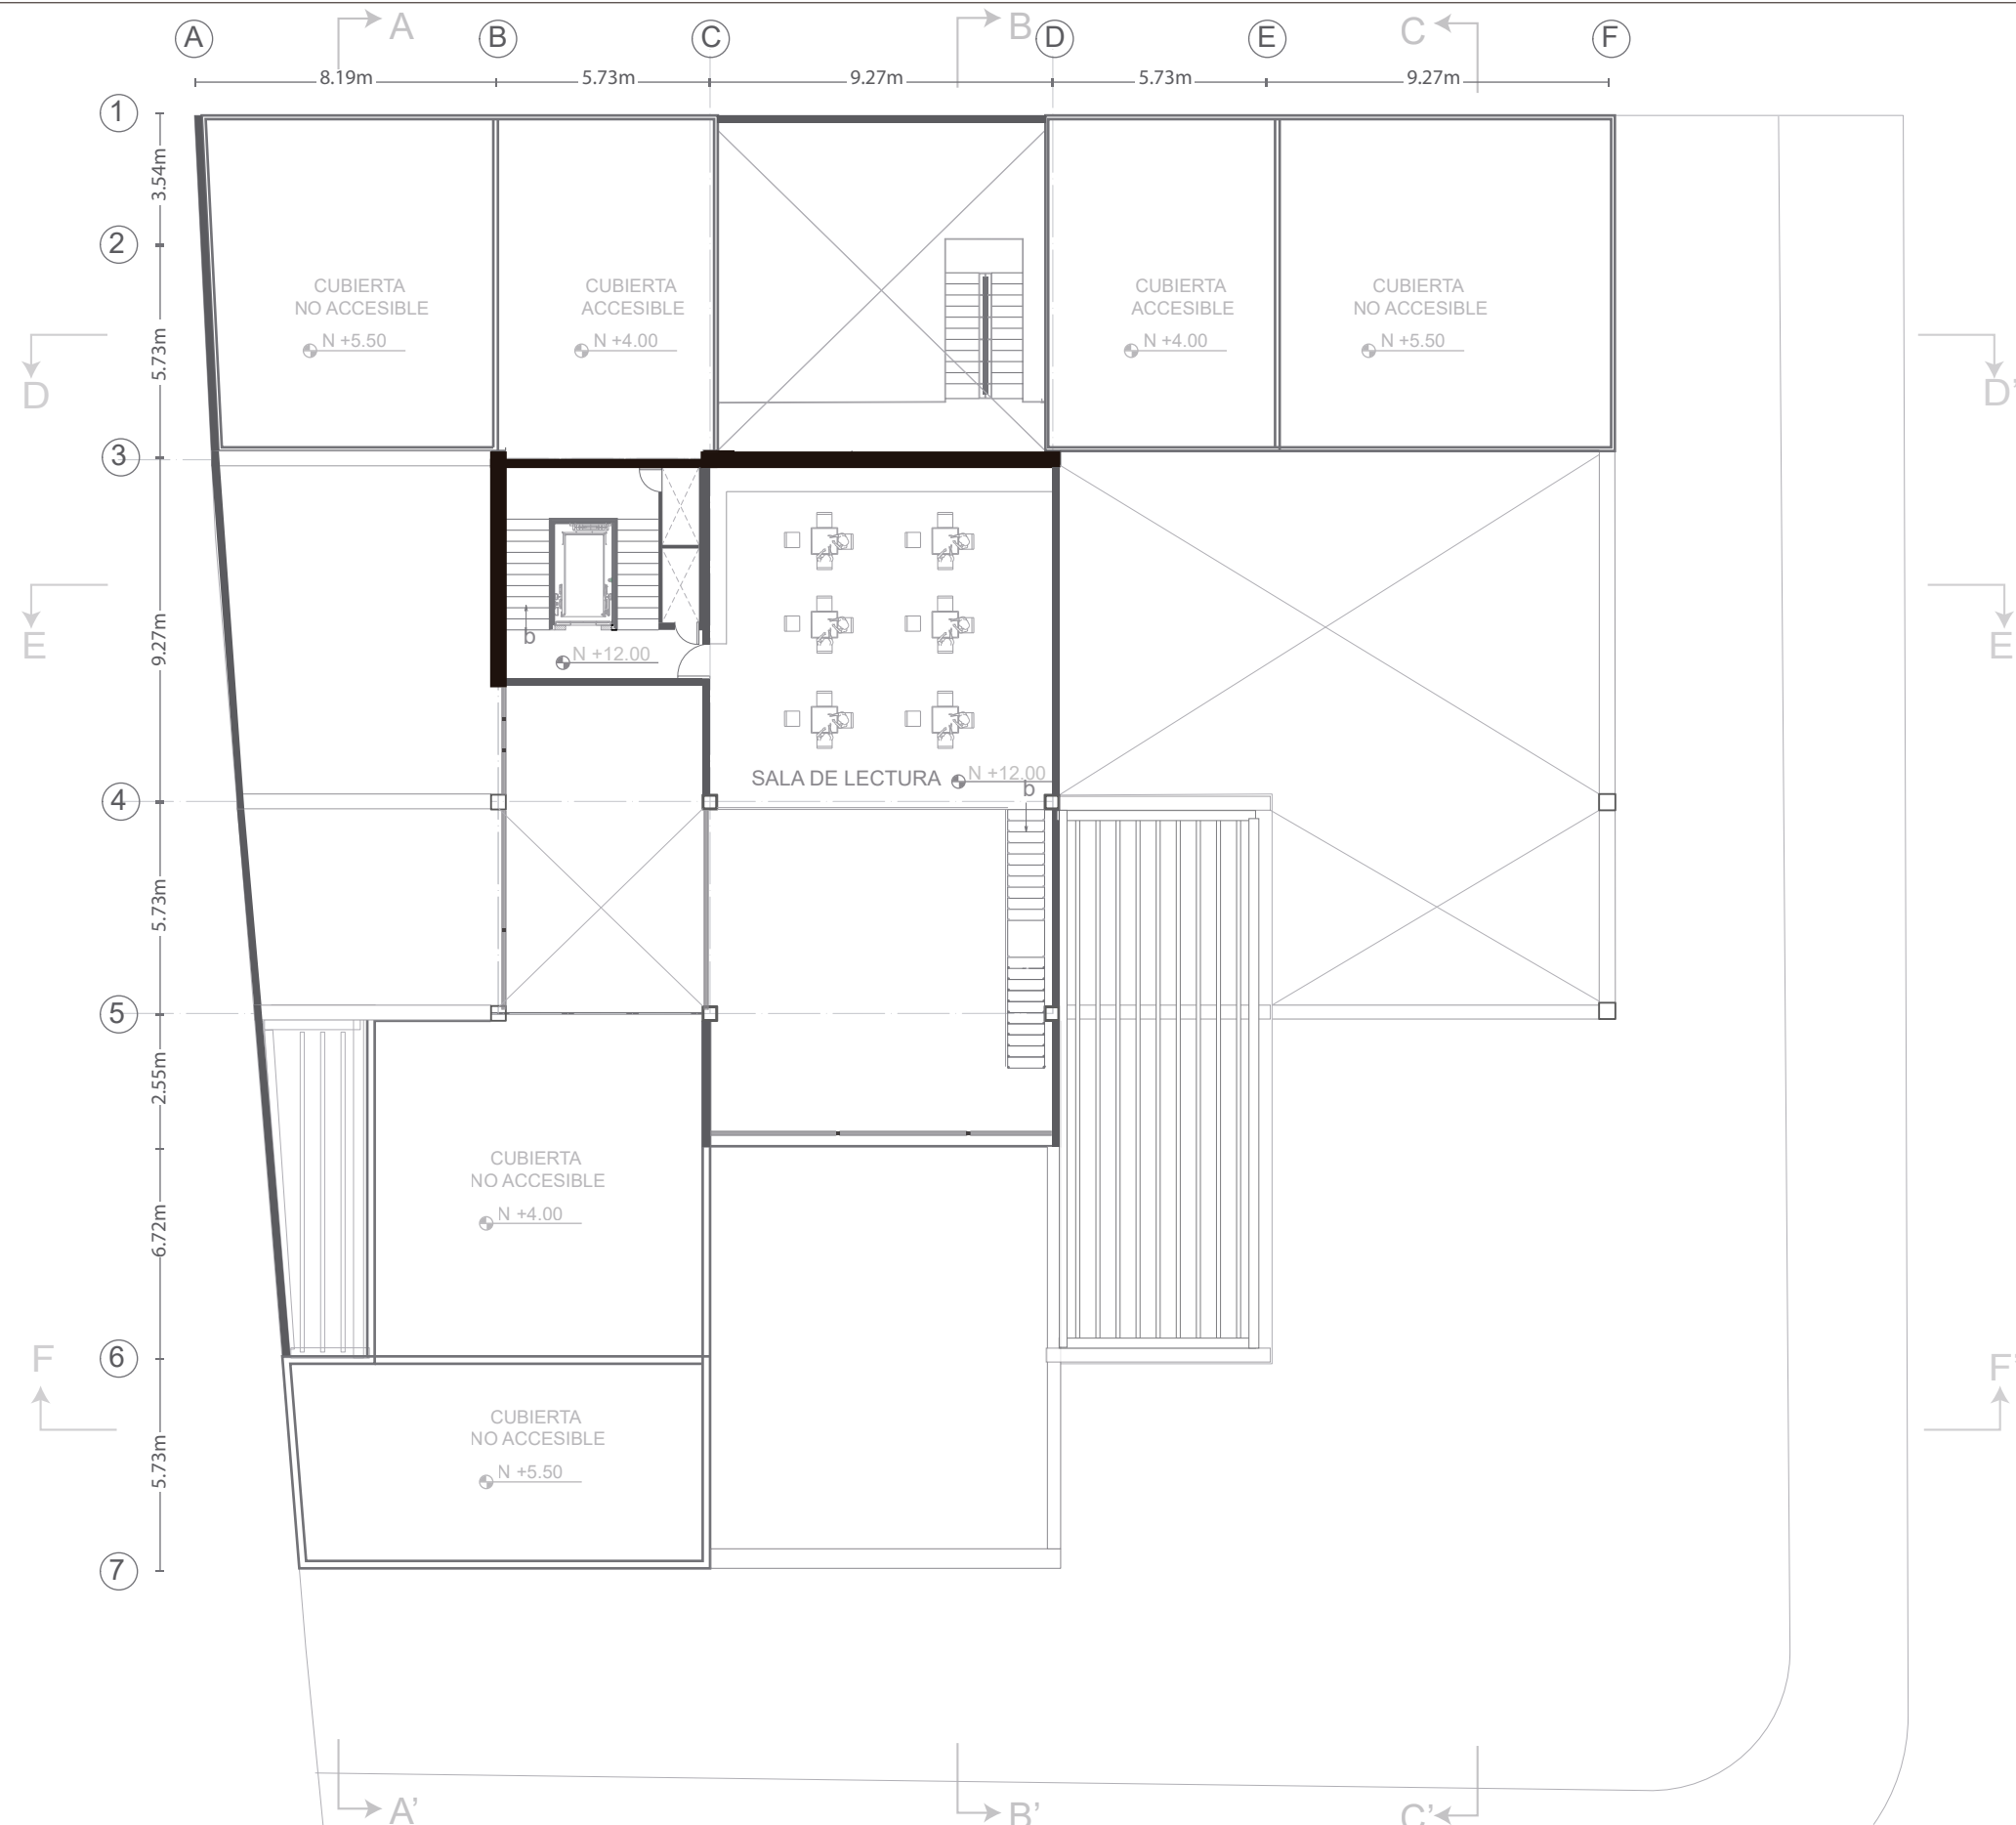 A B C
A B C D E F
8.19m 5.73m 9.27m 5.73m 9.27m
1
3.54m
2
CUBIERTA CUBIERTA CUBIERTA CUBIERTA
NO ACCESIBLE ACCESIBLE ACCESIBLE NO ACCESIBLE
N +5.50 N +4.00 N +4.00 N +5.50
5.73m
D D'
3
E E
9.27m
b
N +12.00
SALA DE LECTURA N +12.00
b
4
5.73m
5
2.55m
CUBIERTA
NO ACCESIBLE
N +4.00
6.72m
F F'
6
CUBIERTA
NO ACCESIBLE
N +5.50
5.73m
7
A' B' C'